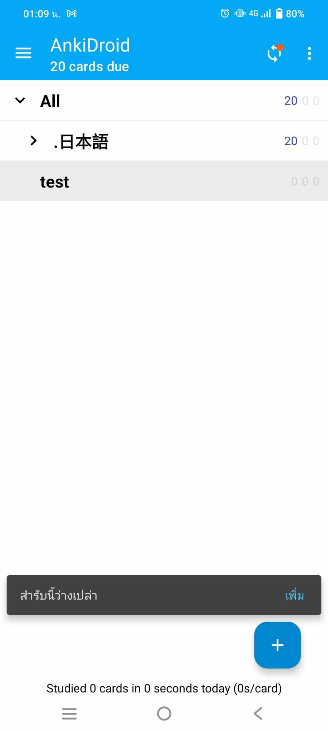 01:09 น. 4G 80%
AnkiDroid
20 cards due
All 20 0 0
.日本語 20 0 0
test 0 0 0
สำรับนี้ว่างเปล่า เพิ่ม
Studied 0 cards in 0 seconds today (0s/card)